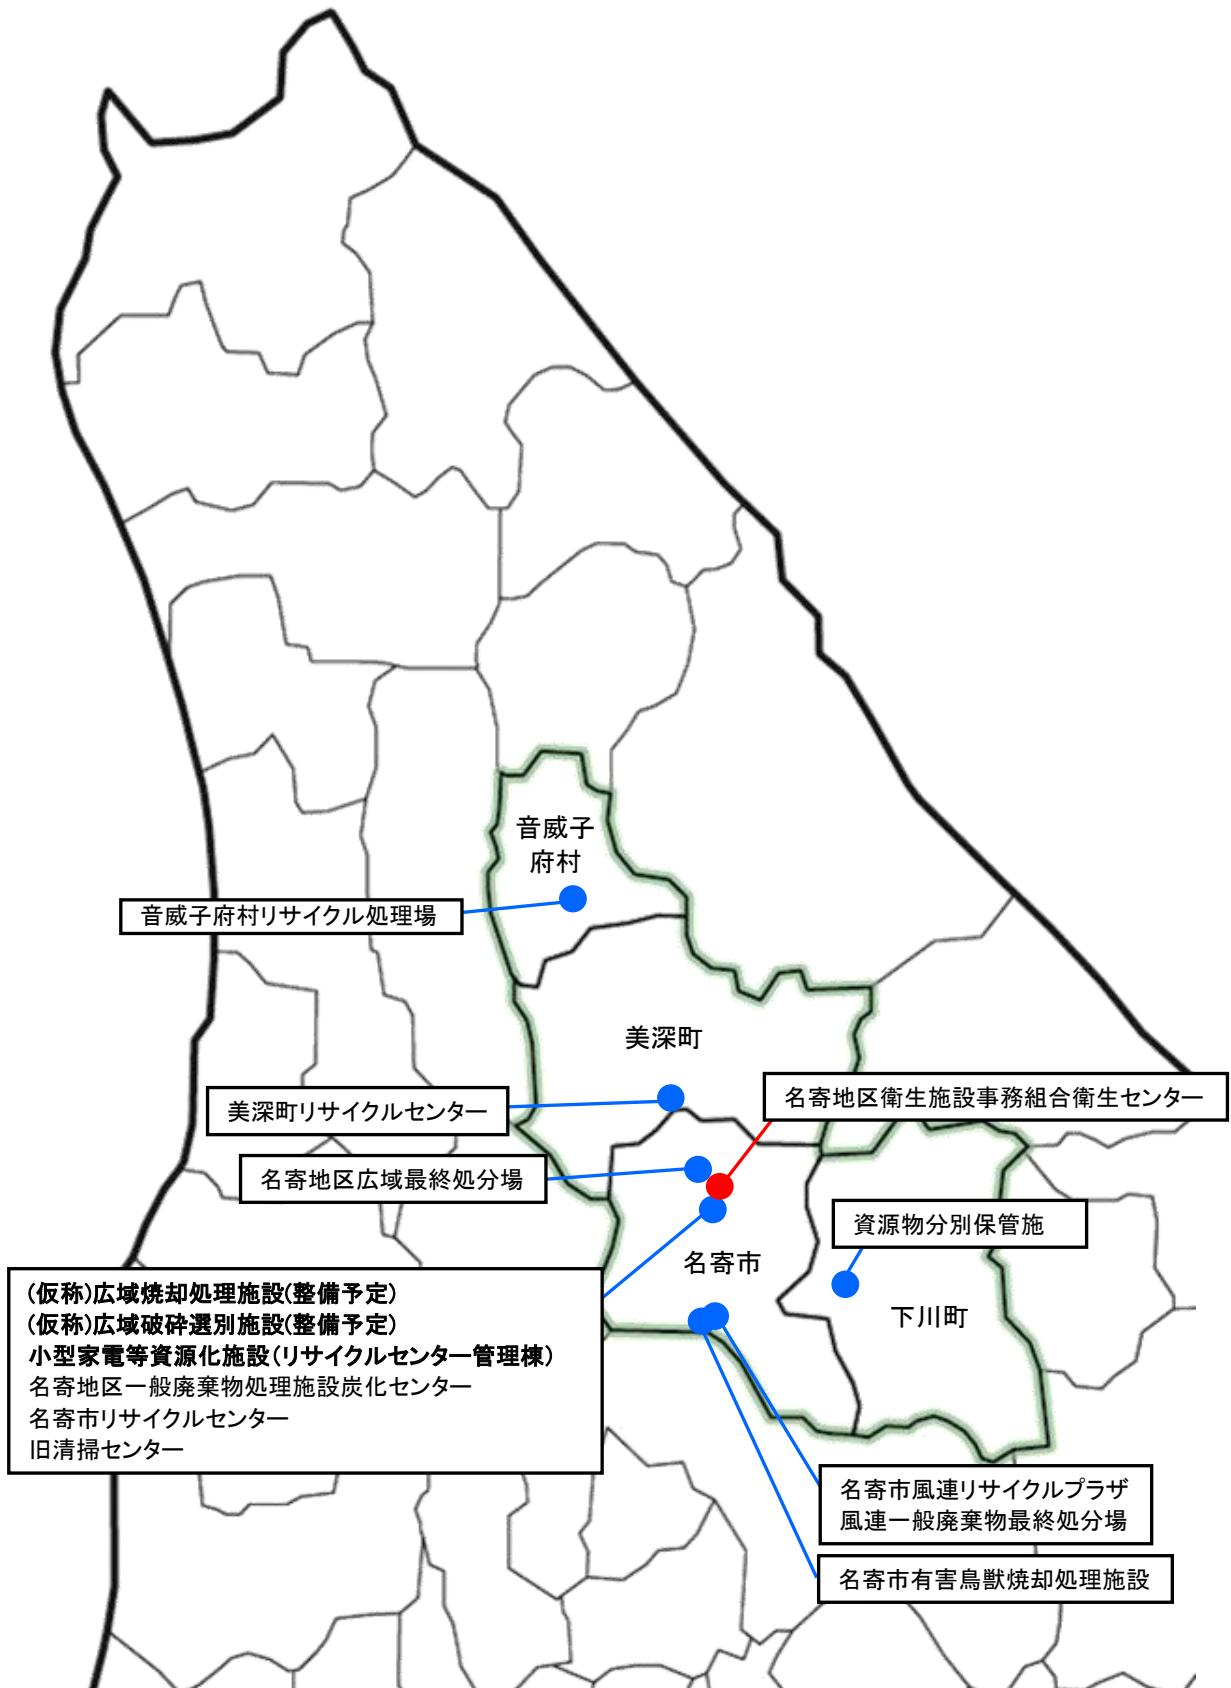 音威子
府村
音威子府村リサイクル処理場
美深町
名寄地区衛生施設事務組合衛生センター
美深町リサイクルセンター
名寄地区広域最終処分場
資源物分別保管施
名寄市
下川町
(仮称)広域焼却処理施設(整備予定)
(仮称)広域破砕選別施設(整備予定)
小型家電等資源化施設(リサイクルセンター管理棟)
名寄地区一般廃棄物処理施設炭化センター
名寄市リサイクルセンター
旧清掃センター
名寄市風連リサイクルプラザ
風連一般廃棄物最終処分場
名寄市有害鳥獣焼却処理施設